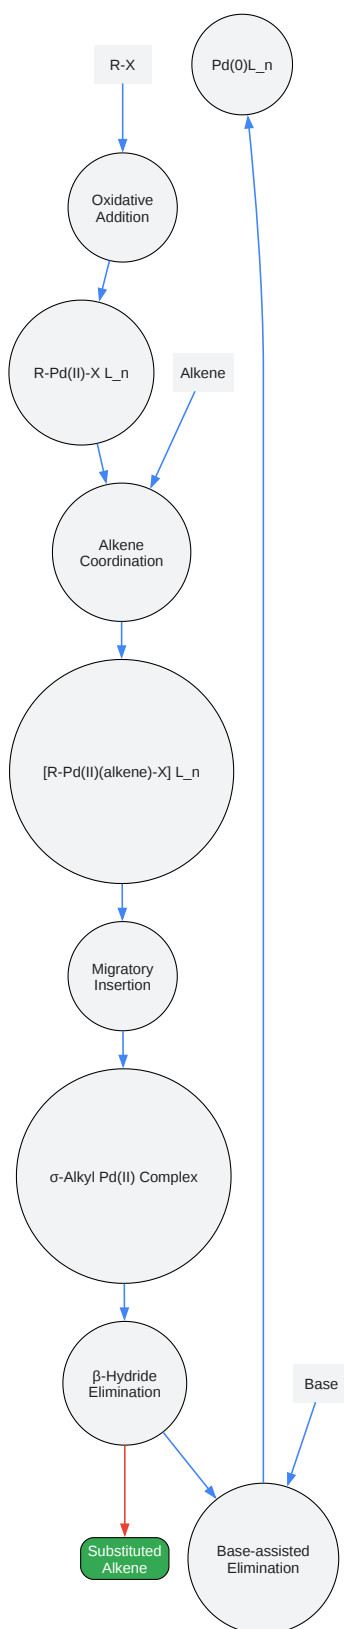 R-X
Pd(0)L_n
Oxidative
Addition
R-Pd(II)-X L_n
Alkene
Alkene
Coordination
[R-Pd(II)(alkene)-X] L_n
Migratory
Insertion
σ-Alkyl Pd(II) Complex
β-Hydride
Elimination
Base
Substituted
Alkene
Base-assisted
Elimination